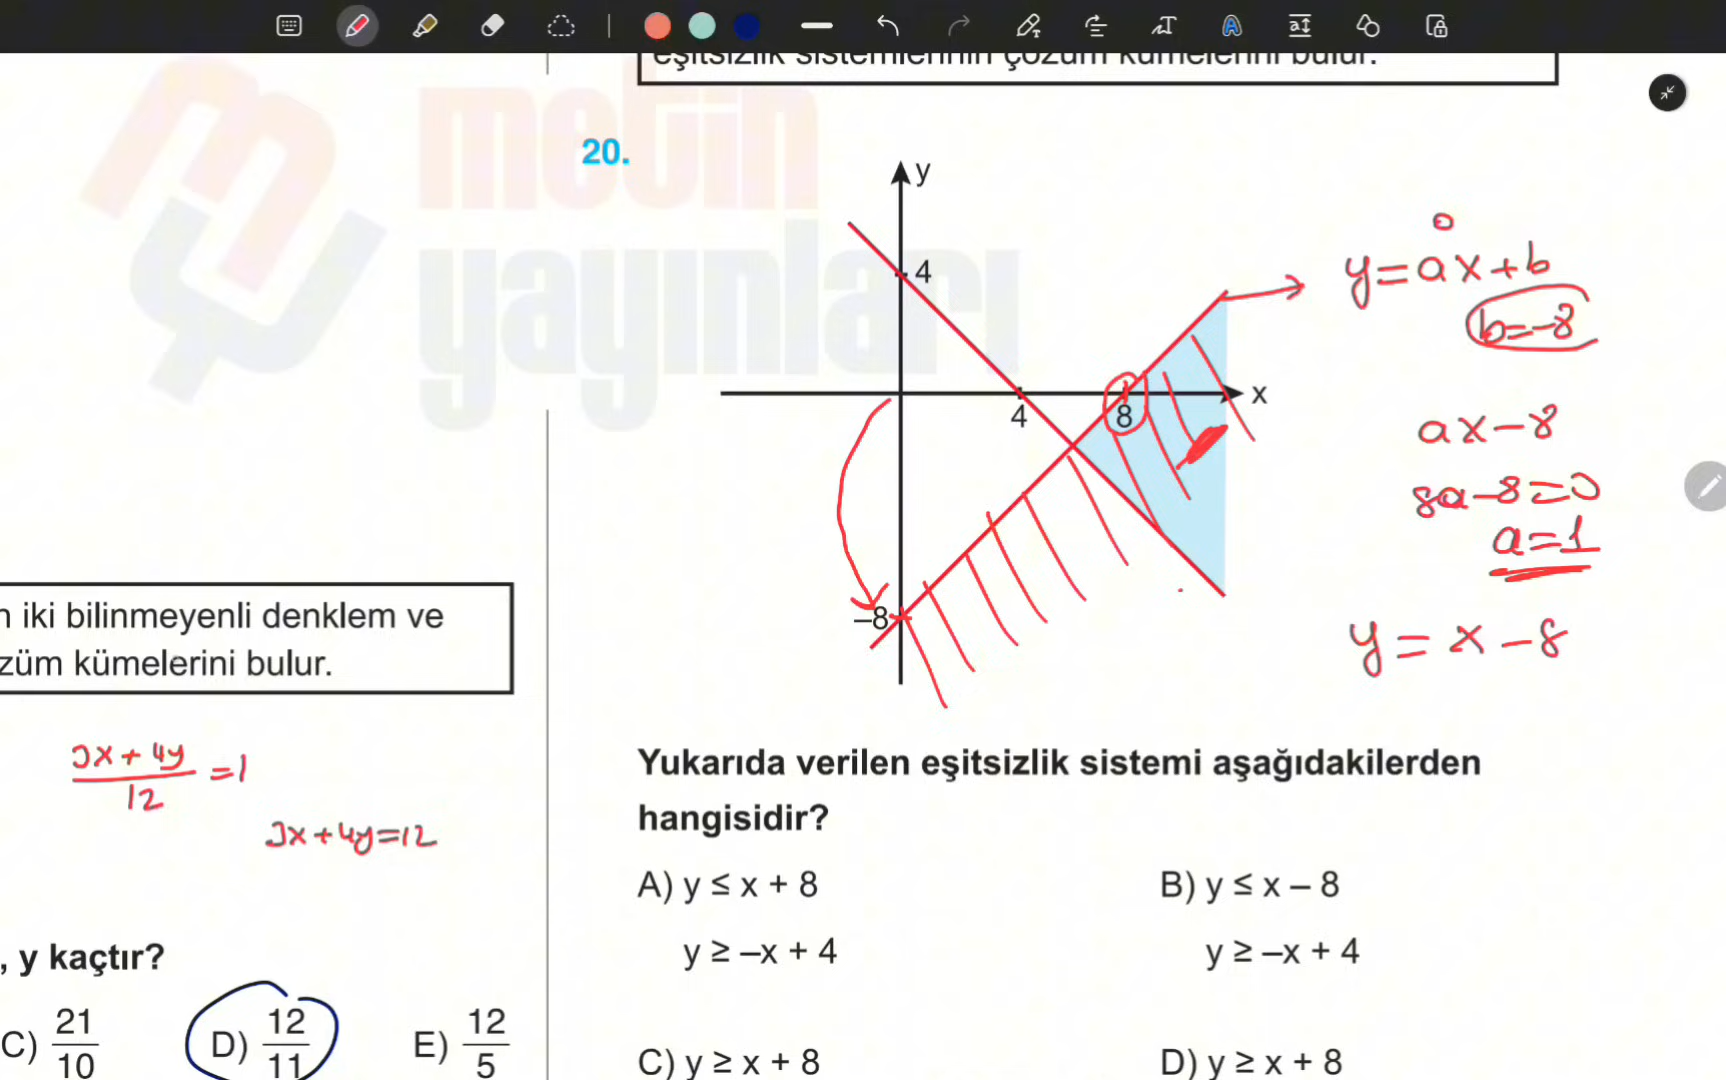 eşitsizlik sistemlerinin çözüm kümelerini bulur.
metin
yayınları
n iki bilinmeyenli denklem ve
züm kümelerini bulur.
3x+4y
12
=1
3x+4y=12
, y kaçtır?
C) 21
10
D) 12
11
E) 12
5
20.
y
4
4
8
x
–8
0
y=ax+b
b=-8
ax-8
8a-8=0
a=1
y=x-8
Yukarıda verilen eşitsizlik sistemi aşağıdakilerden
hangisidir?
A) y ≤ x + 8
y ≥ –x + 4
B) y ≤ x – 8
y ≥ –x + 4
C) y ≥ x + 8
D) y ≥ x + 8